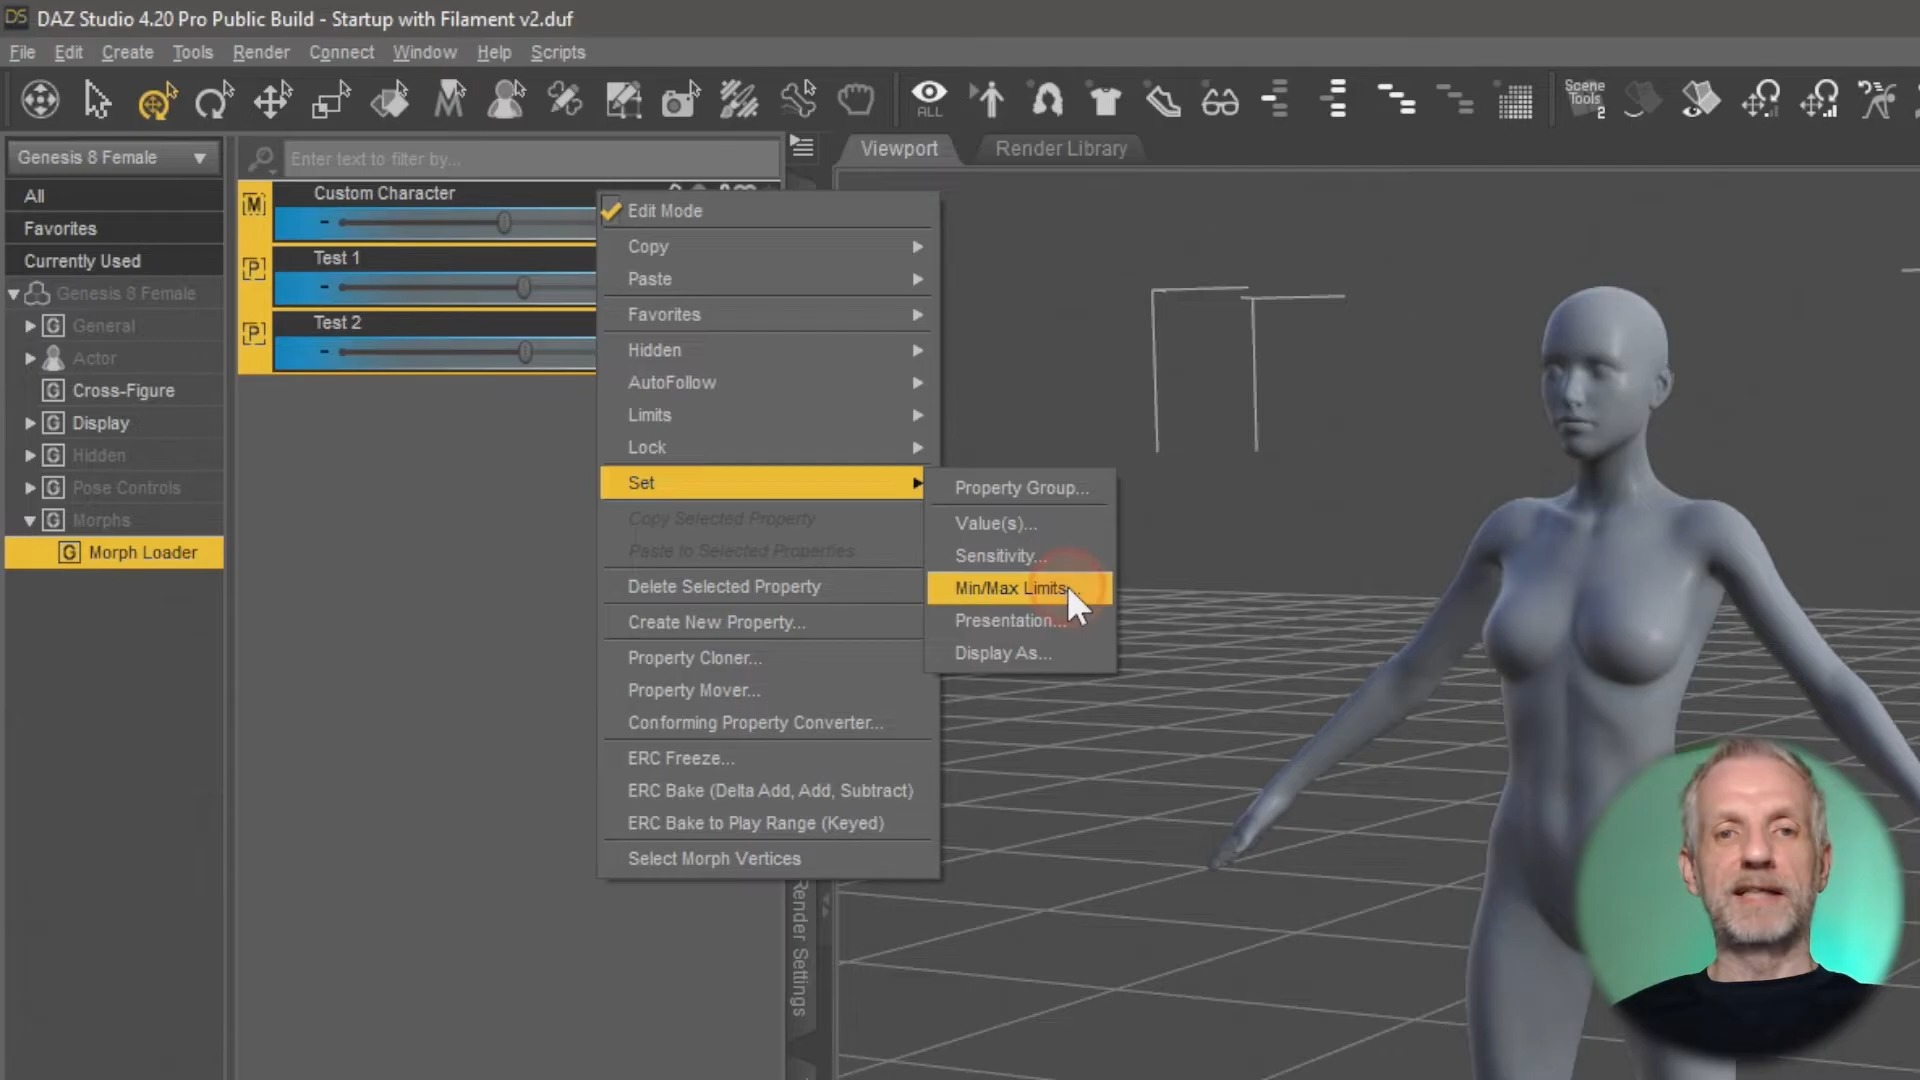 DS DAZ Studio 4.20 Pro Public Build - Startup with Filament v2.duf
File Edit Create Tools Render Connect Window Help Scripts
ALL
Scene
Tools
2
Genesis 8 Female
All
Favorites
Currently Used
Genesis 8 Female
G General
Actor
G Cross-Figure
G Display
G Hidden
G Pose Controls
G Morphs
G Morph Loader
Enter text to filter by...
M Custom Character
P Test 1
P Test 2
Edit Mode
Copy
Paste
Favorites
Hidden
AutoFollow
Limits
Lock
Set
Copy Selected Property
Paste to Selected Properties
Delete Selected Property
Create New Property...
Property Cloner...
Property Mover...
Conforming Property Converter...
ERC Freeze...
ERC Bake (Delta Add, Add, Subtract)
ERC Bake to Play Range (Keyed)
Select Morph Vertices
Property Group...
Value(s)...
Sensitivity...
Min/Max Limits...
Presentation...
Display As...
Viewport Render Library
Render Settings